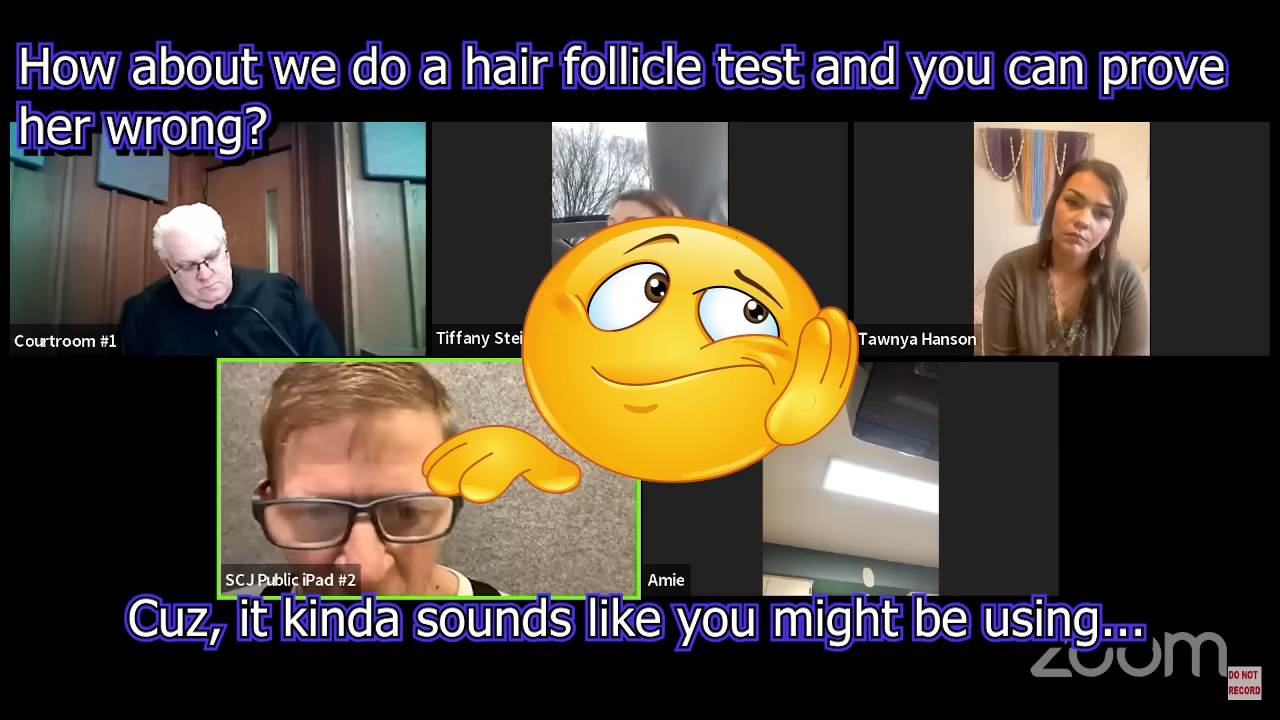 How about we do a hair follicle test and you can prove
her wrong?
Courtroom #1
Tiffany Stei
Tawnya Hanson
SCJ Public iPad #2
Amie
Cuz, it kinda sounds like you might be using...
zoom
DO NOT
RECORD